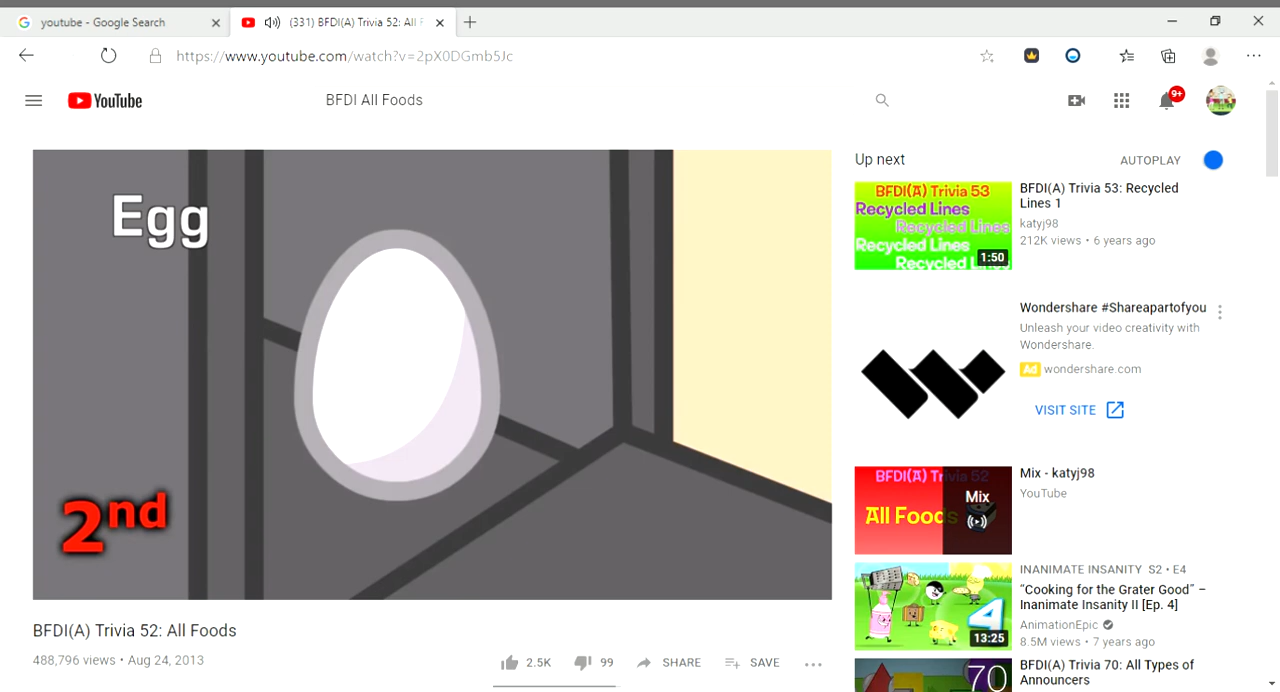 youtube - Google Search
(331) BFDI(A) Trivia 52: All F
https://www.youtube.com/watch?v=2pX0DGmb5Jc
YouTube
BFDI All Foods
9+
Egg
2nd
BFDI(A) Trivia 52: All Foods
488,796 views • Aug 24, 2013
2.5K
99
SHARE
SAVE
Up next
AUTOPLAY
BFDI(A) Trivia 53
Recycled Lines
Recycled Lines
Recycled Lines
Recycled Li
1:50
BFDI(A) Trivia 53: Recycled
Lines 1
katyj98
212K views • 6 years ago
Wondershare #Shareapartofyou
Unleash your video creativity with
Wondershare.
Ad wondershare.com
VISIT SITE
BFDI(A) Trivia 52
All Foods
Mix
Mix - katyj98
YouTube
4
13:25
INANIMATE INSANITY S2 • E4
“Cooking for the Grater Good” –
Inanimate Insanity II [Ep. 4]
AnimationEpic
8.5M views • 7 years ago
70
BFDI(A) Trivia 70: All Types of
Announcers